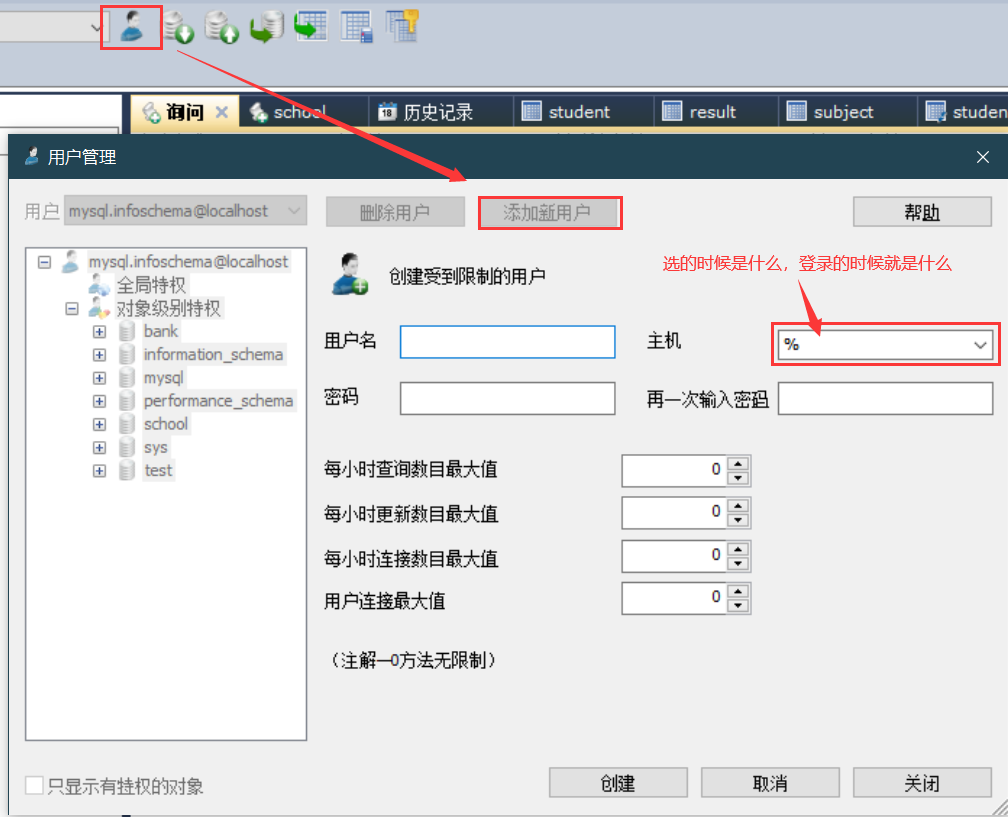 询问
school
18
历史记录
student
result
subject
studen
用户管理
用户
mysql.infoschema@localhost
删除用户
添加新用户
帮助
mysql.infoschema@localhost
全局特权
对象级别特权
bank
information_schema
mysql
performance_schema
school
sys
test
创建受到限制的用户
选的时候是什么，登录的时候就是什么
用户名
主机
%
密码
再一次输入密码
每小时查询数目最大值
0
每小时更新数目最大值
0
每小时连接数目最大值
0
用户连接最大值
0
（注解—0方法无限制）
只显示有特权的对象
创建
取消
关闭